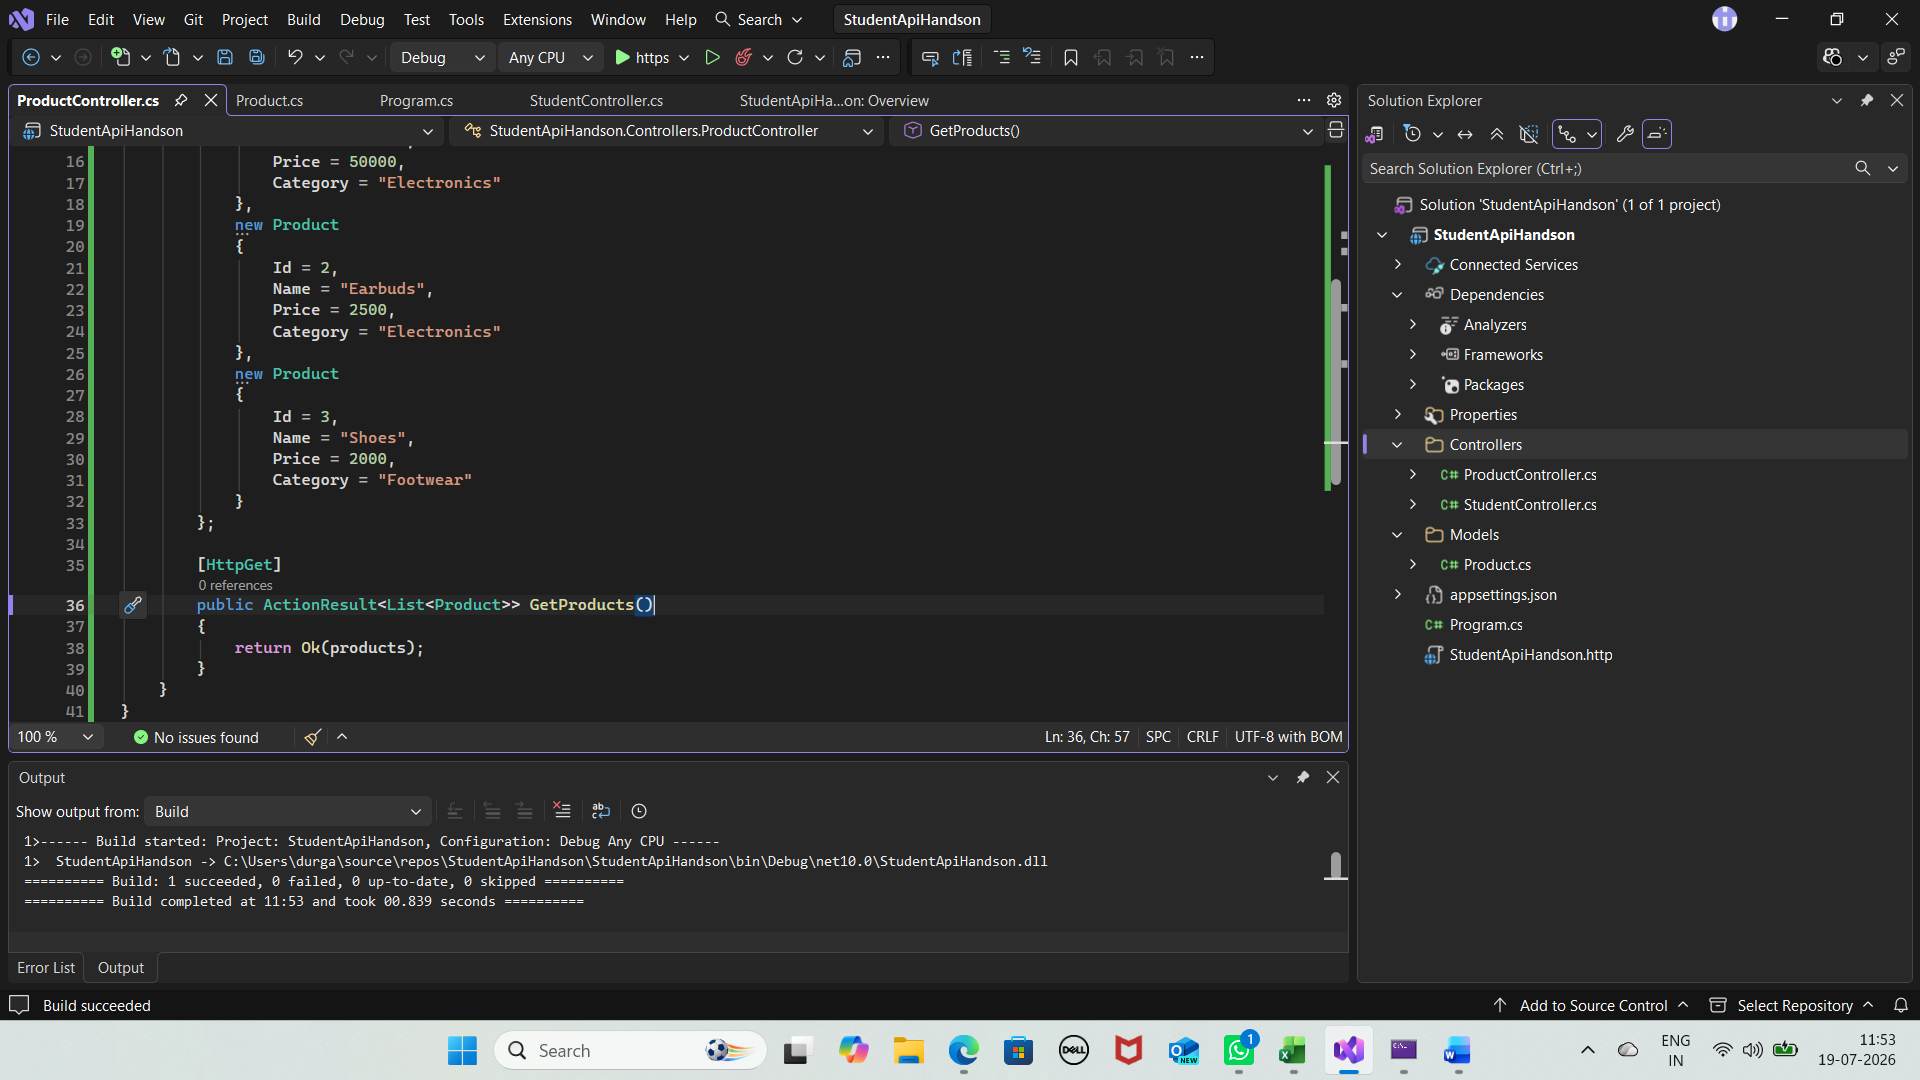 File Edit View Git Project Build Debug Test Tools Extensions Window Help Search StudentApiHandson
Debug Any CPU https
ProductController.cs Product.cs Program.cs StudentController.cs StudentApiHa...on: Overview
StudentApiHandson StudentApiHandson.Controllers.ProductController GetProducts()
16 Price = 50000,
17 Category = "Electronics"
18 },
19 new Product
20 {
21 Id = 2,
22 Name = "Earbuds",
23 Price = 2500,
24 Category = "Electronics"
25 },
26 new Product
27 {
28 Id = 3,
29 Name = "Shoes",
30 Price = 2000,
31 Category = "Footwear"
32 }
33 };
34
35 [HttpGet]
0 references
36 public ActionResult<List<Product>> GetProducts()
37 {
38 return Ok(products);
39 }
40 }
41 }
100 % No issues found Ln: 36, Ch: 57 SPC CRLF UTF-8 with BOM
Output
Show output from: Build
1>------ Build started: Project: StudentApiHandson, Configuration: Debug Any CPU ------
1>  StudentApiHandson -> C:\Users\durga\source\repos\StudentApiHandson\StudentApiHandson\bin\Debug\net10.0\StudentApiHandson.dll
========== Build: 1 succeeded, 0 failed, 0 up-to-date, 0 skipped ==========
========== Build completed at 11:53 and took 00.839 seconds ==========
Error List Output
Solution Explorer
Search Solution Explorer (Ctrl+;)
Solution 'StudentApiHandson' (1 of 1 project)
StudentApiHandson
Connected Services
Dependencies
Analyzers
Frameworks
Packages
Properties
Controllers
C# ProductController.cs
C# StudentController.cs
Models
C# Product.cs
appsettings.json
C# Program.cs
StudentApiHandson.http
Build succeeded Add to Source Control Select Repository
Search DELL NEW 1 ENG
IN
11:53
19-07-2026